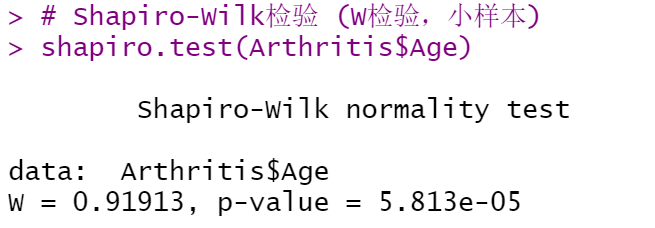 > # Shapiro-Wilk检验 (W检验，小样本)
> shapiro.test(Arthritis$Age)
Shapiro-Wilk normality test
data:  Arthritis$Age
W = 0.91913, p-value = 5.813e-05